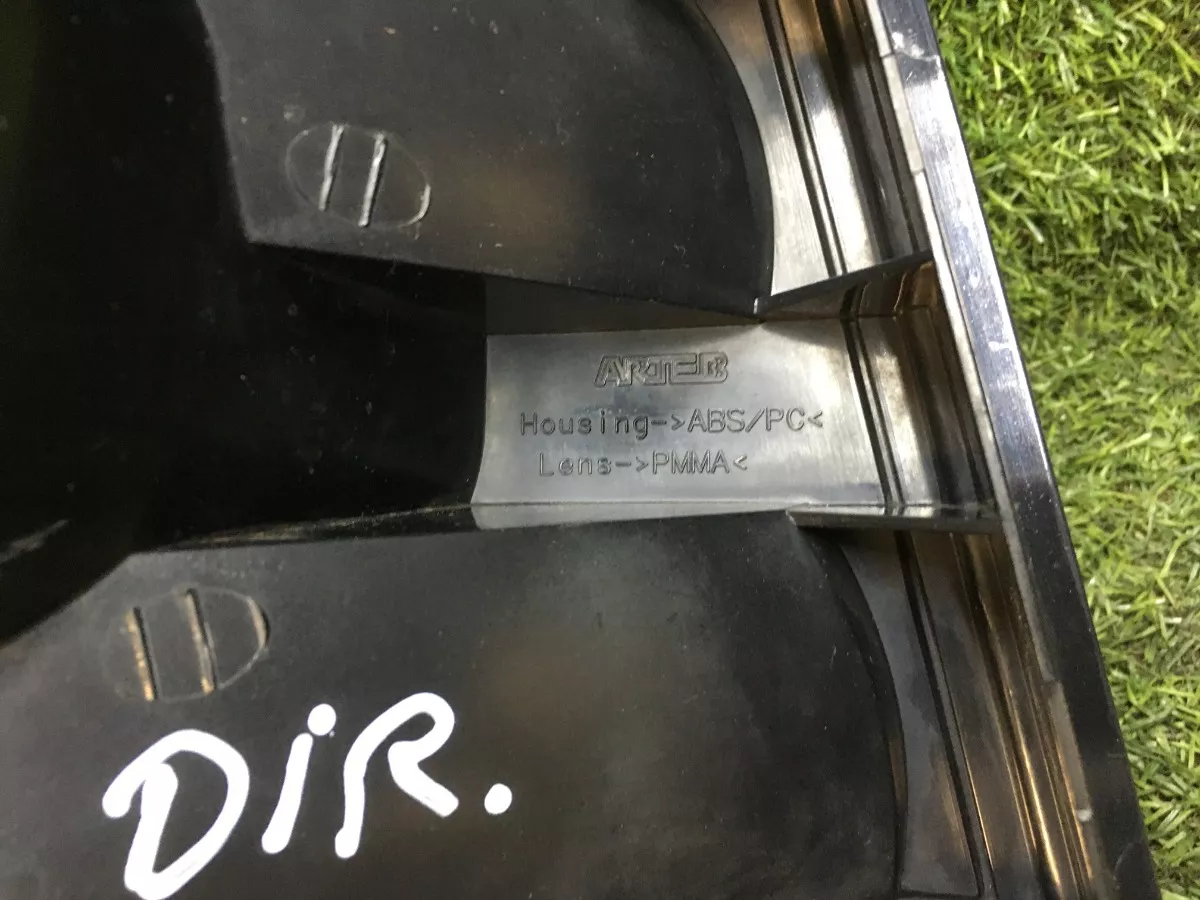 ARTEB
Housing->ABS/PC<
Lens->PMMA<
DiR.